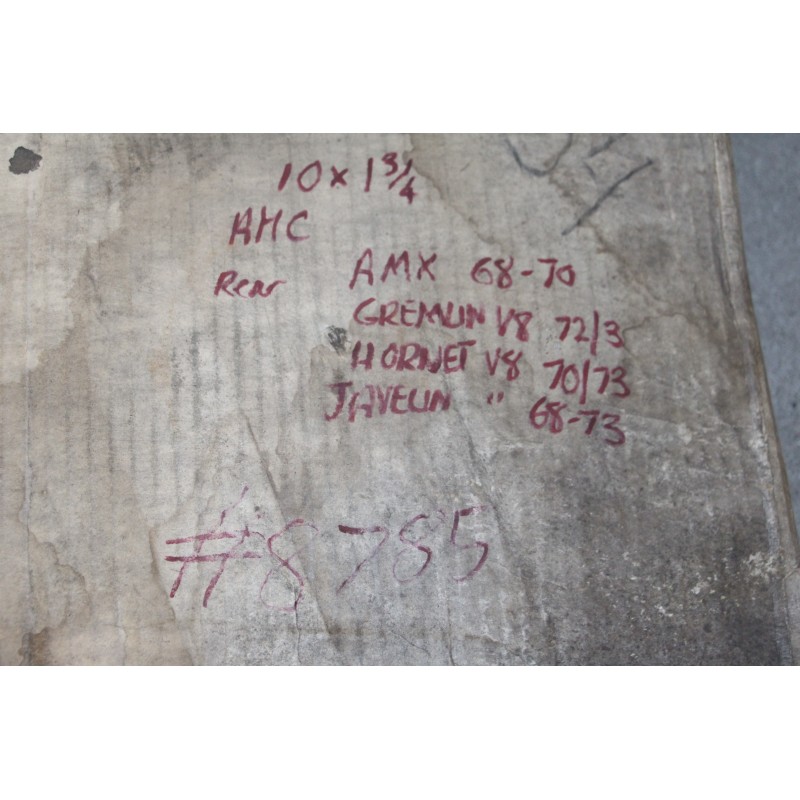 10 x 1 3/4
AMC
Rear AMX 68-70
GREMLIN V8 72/3
HORNET V8 70/73
JAVELIN " 68-73
#8785